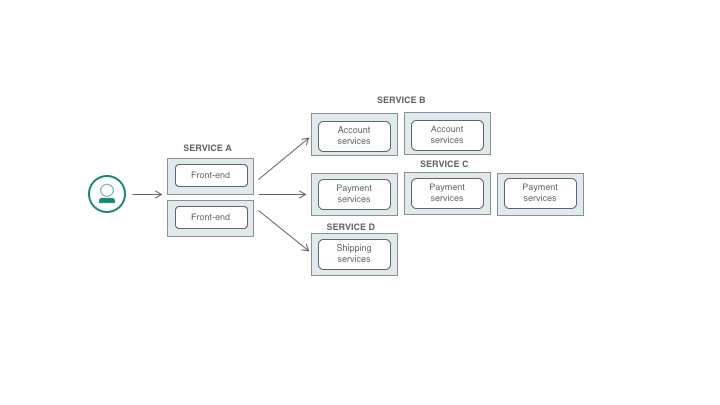 SERVICE B
Account
services
Account
services
SERVICE A
Front-end
Front-end
SERVICE C
Payment
services
Payment
services
Payment
services
SERVICE D
Shipping
services